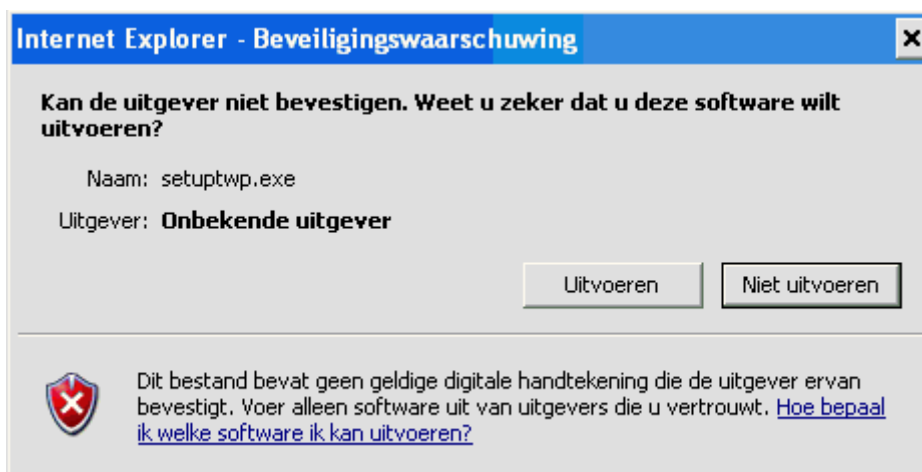 Internet Explorer - Beveiligingswaarschuwing
Kan de uitgever niet bevestigen. Weet u zeker dat u deze software wilt
uitvoeren?
Naam: setuptwp.exe
Uitgever: Onbekende uitgever
Uitvoeren Niet uitvoeren
Dit bestand bevat geen geldige digitale handtekening die de uitgever ervan
bevestigt. Voer alleen software uit van uitgevers die u vertrouwt. Hoe bepaal
ik welke software ik kan uitvoeren?